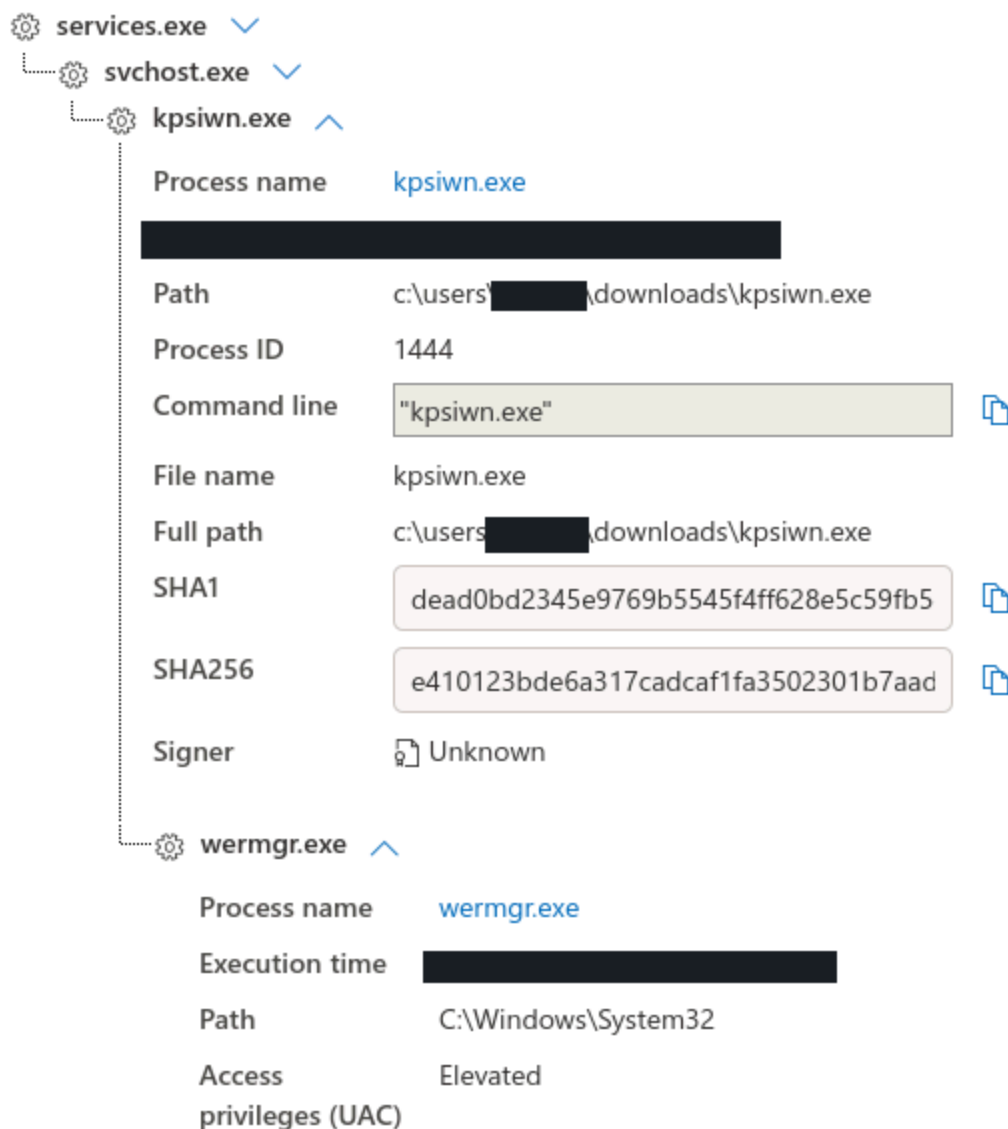 services.exe
svchost.exe
kpsiwn.exe
Process name kpsiwn.exe
Path c:\users\ \downloads\kpsiwn.exe
Process ID 1444
Command line "kpsiwn.exe"
File name kpsiwn.exe
Full path c:\users \downloads\kpsiwn.exe
SHA1 dead0bd2345e9769b5545f4ff628e5c59fb5
SHA256 e410123bde6a317cadcaf1fa3502301b7aad
Signer Unknown
wermgr.exe
Process name wermgr.exe
Execution time
Path C:\Windows\System32
Access Elevated
privileges (UAC)